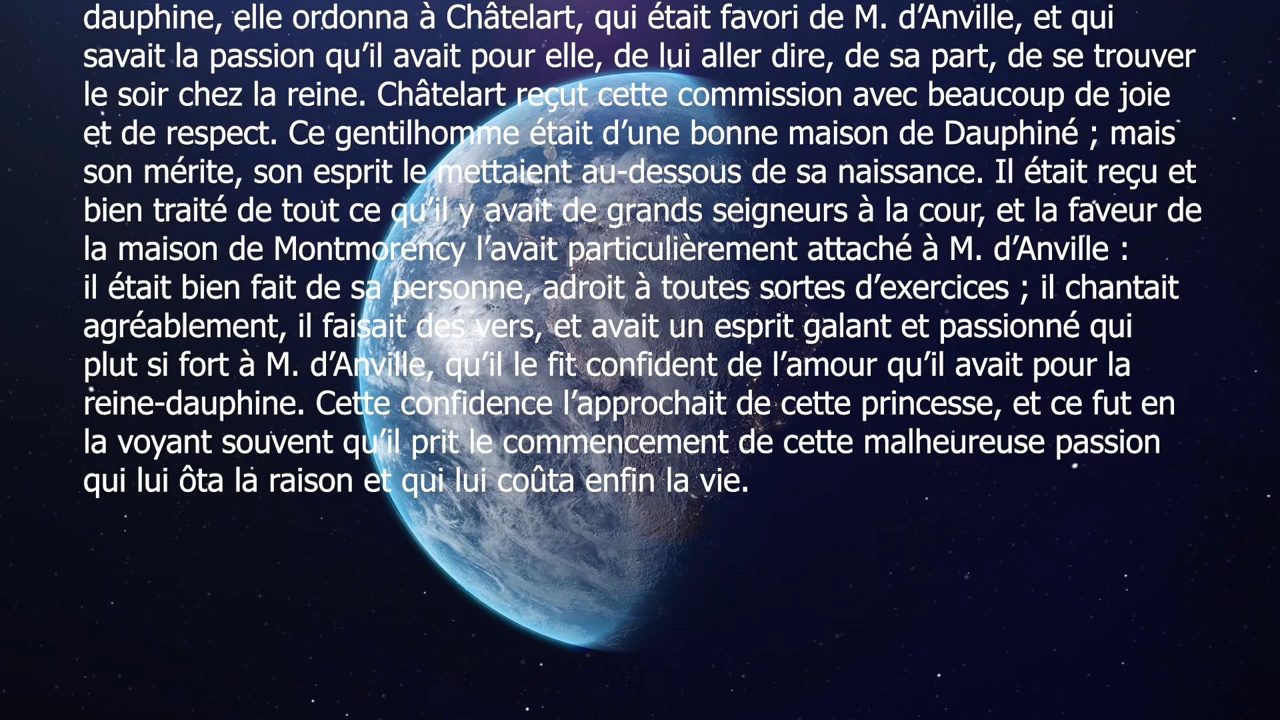 dauphine, elle ordonna à Châtelart, qui était favori de M. d’Anville, et qui
savait la passion qu’il avait pour elle, de lui aller dire, de sa part, de se trouver
le soir chez la reine. Châtelart reçut cette commission avec beaucoup de joie
et de respect. Ce gentilhomme était d’une bonne maison de Dauphiné ; mais
son mérite, son esprit le mettaient au-dessous de sa naissance. Il était reçu et
bien traité de tout ce qu’il y avait de grands seigneurs à la cour, et la faveur de
la maison de Montmorency l’avait particulièrement attaché à M. d’Anville :
il était bien fait de sa personne, adroit à toutes sortes d’exercices ; il chantait
agréablement, il faisait des vers, et avait un esprit galant et passionné qui
plut si fort à M. d’Anville, qu’il le fit confident de l’amour qu’il avait pour la
reine-dauphine. Cette confidence l’approchait de cette princesse, et ce fut en
la voyant souvent qu’il prit le commencement de cette malheureuse passion
qui lui ôta la raison et qui lui coûta enfin la vie.